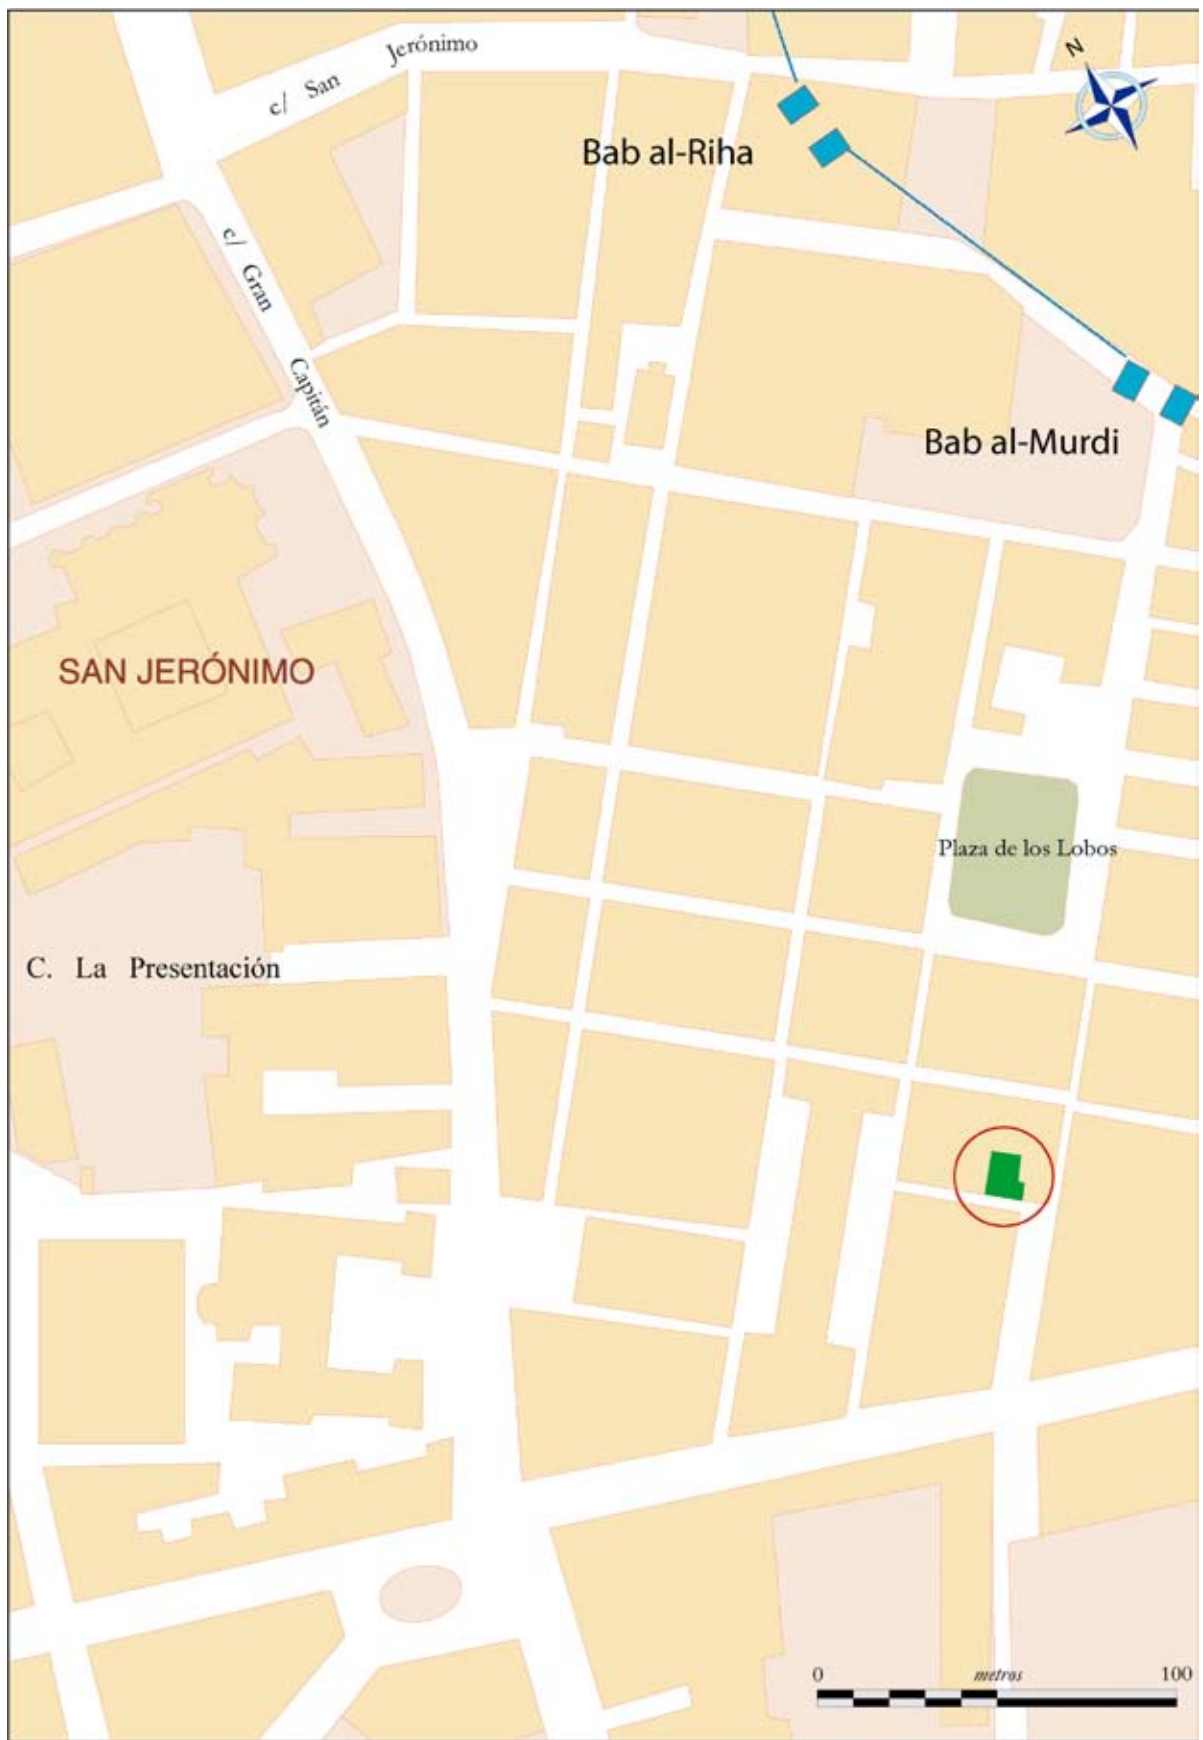 c/ San Jerónimo
N
Bab al-Riha
c/ Gran Capitán
Bab al-Murdi
SAN JERÓNIMO
Plaza de los Lobos
C. La Presentación
0 metros 100